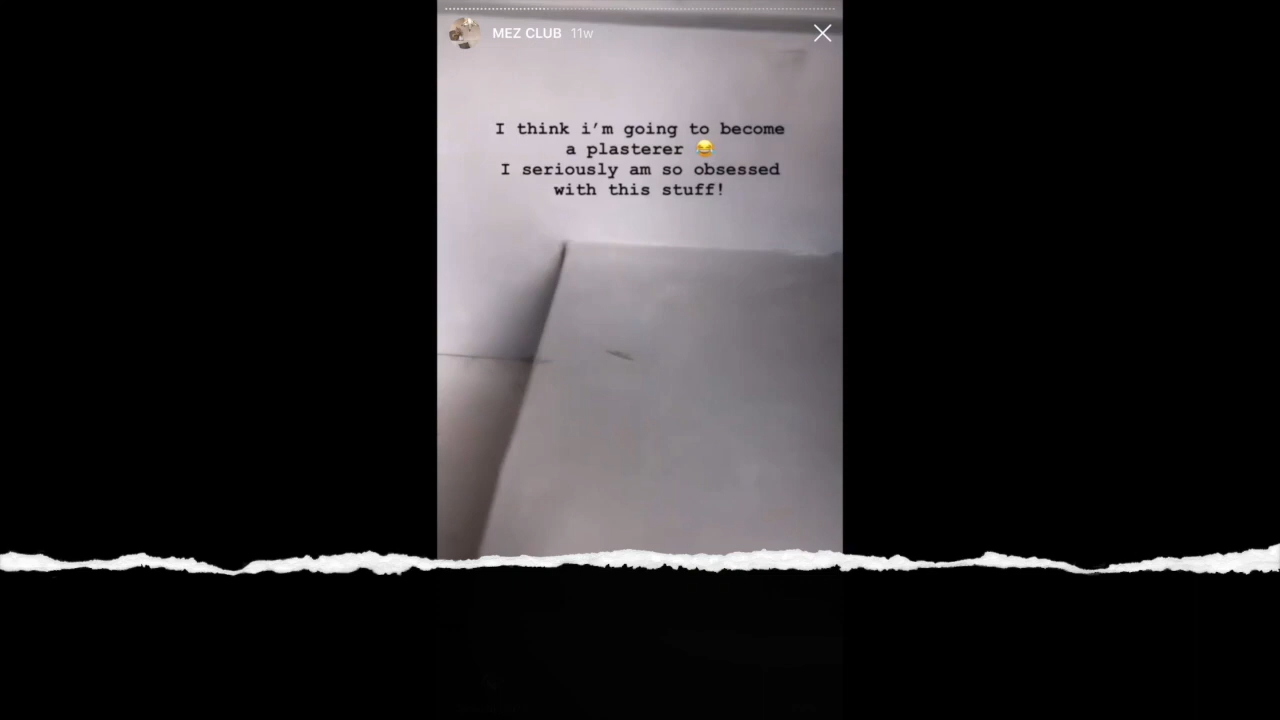 MEZ CLUB 11w
I think i'm going to become
a plasterer 😂
I seriously am so obsessed
with this stuff!